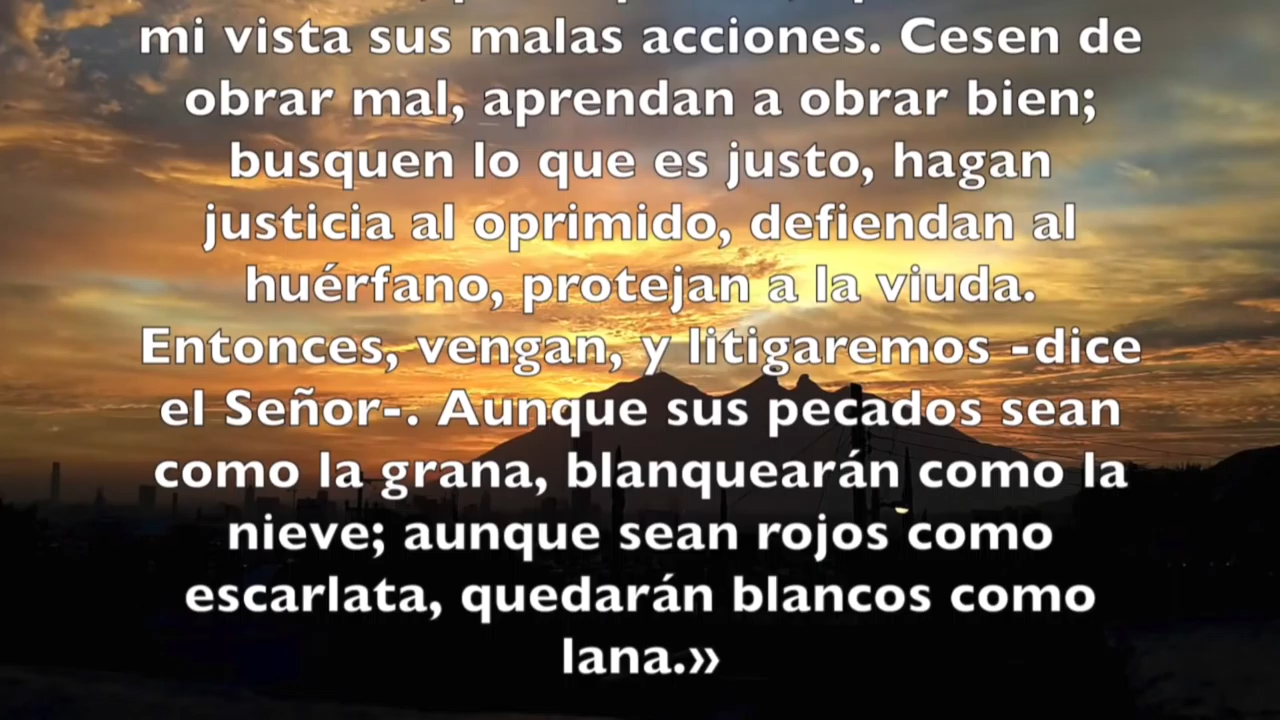 mi vista sus malas acciones. Cesen de
obrar mal, aprendan a obrar bien;
busquen lo que es justo, hagan
justicia al oprimido, defiendan al
huérfano, protejan a la viuda.
Entonces, vengan, y litigaremos -dice
el Señor-. Aunque sus pecados sean
como la grana, blanquearán como la
nieve; aunque sean rojos como
escarlata, quedarán blancos como
lana.»